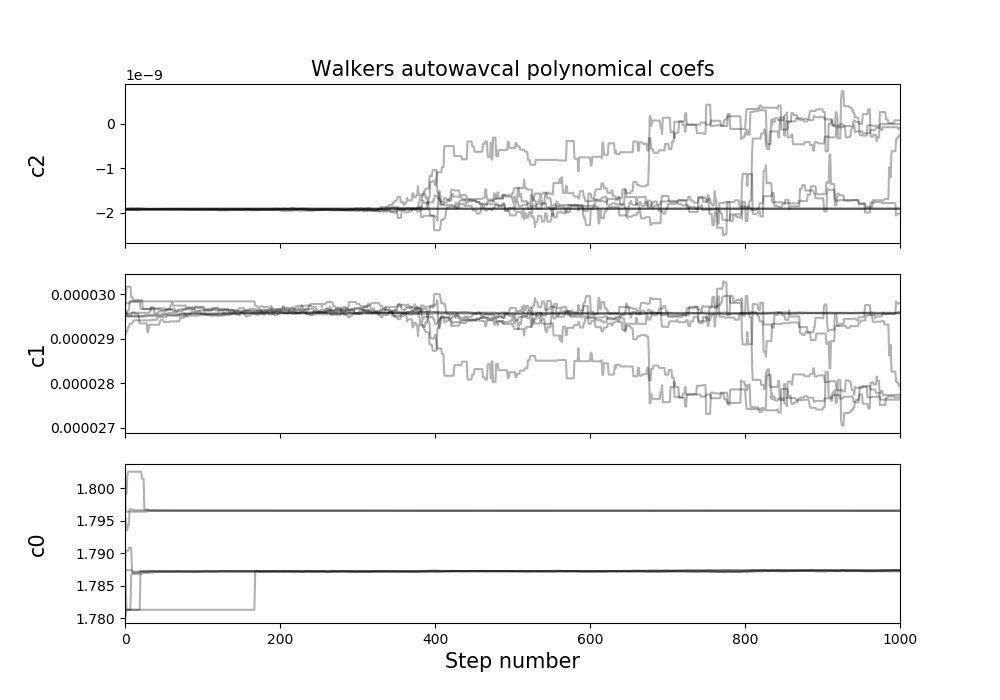 Walkers autowavcal polynomical coefs
1e−9
0
−1
−2
c2
0.000030
0.000029
0.000028
0.000027
c1
1.800
1.795
1.790
1.785
1.780
c0
0 200 400 600 800 1000
Step number